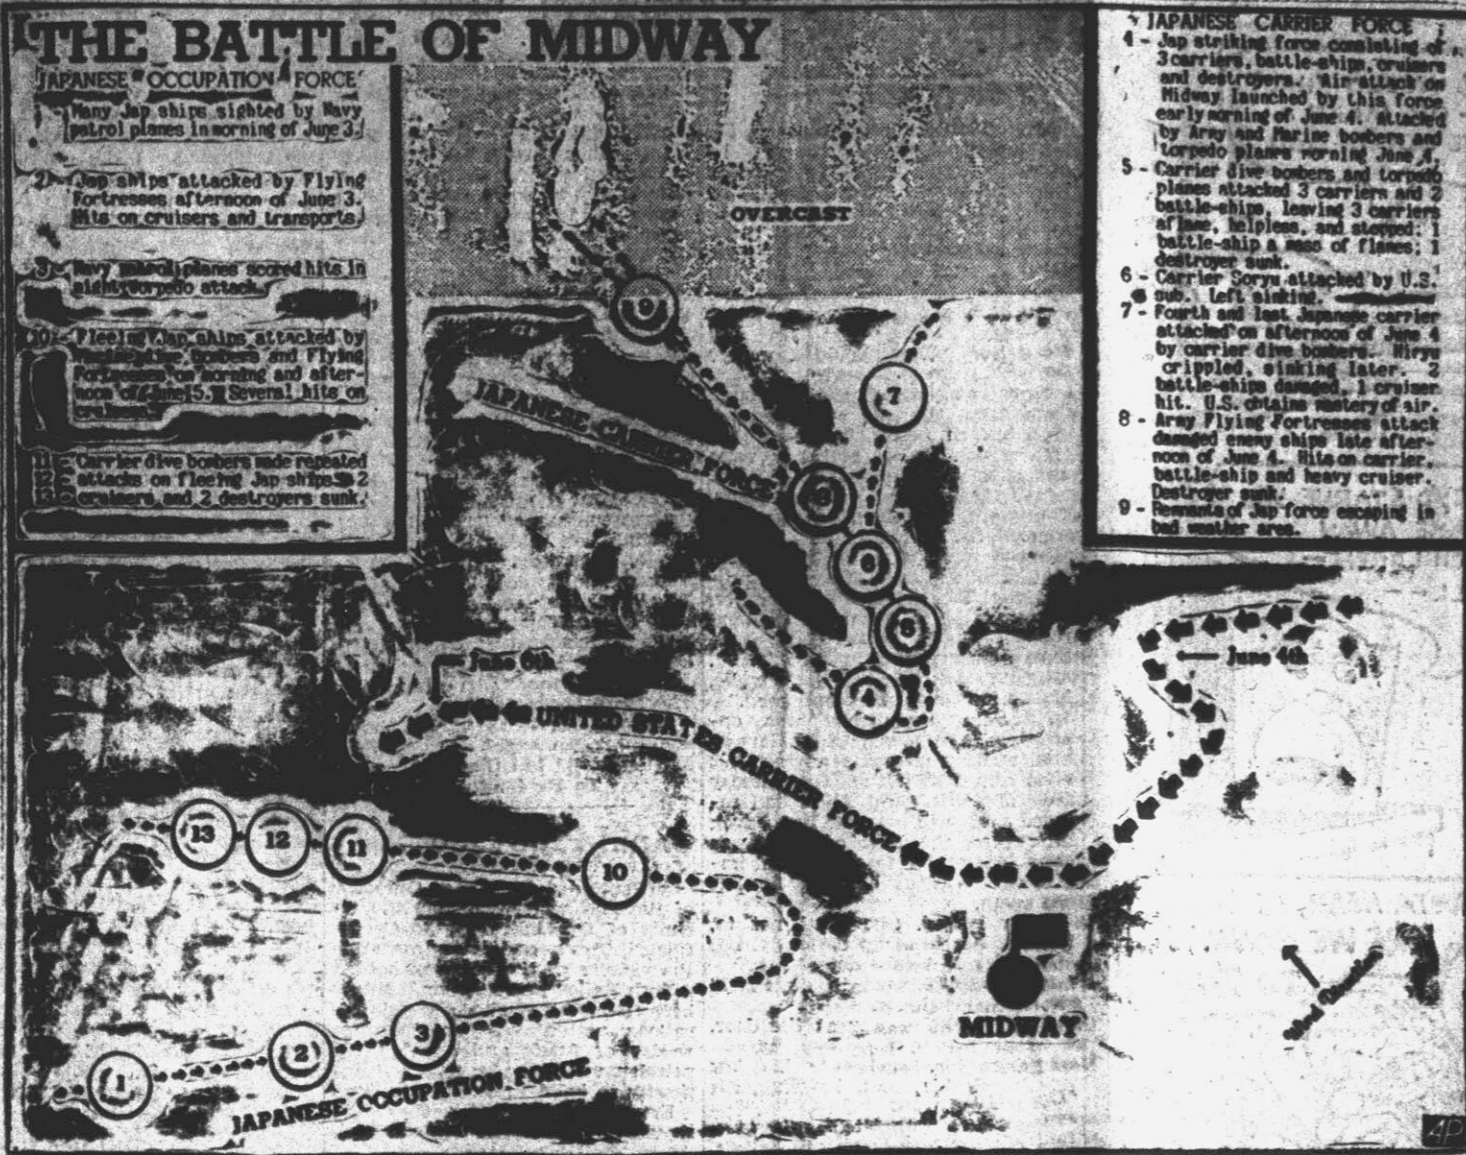 THE BATTLE OF MIDWAY
JAPANESE OCCUPATION FORCE
1 - Many Jap ships sighted by Navy
patrol planes in morning of June 3.
2 - Jap ships attacked by Flying
Fortresses afternoon of June 3.
Hits on cruisers and transports.
3 - Navy patrol planes scored hits in
night torpedo attack.
10 - Fleeing Jap ships attacked by
bombers and Flying
Fortresses on morning and after-
noon of June 5. Several hits on
cruisers.
11 - Carrier dive bombers made repeated
12 - attacks on fleeing Jap ships. 2
13 - cruisers and 2 destroyers sunk.
JAPANESE CARRIER FORCE
4 - Jap striking force consisting of
3 carriers, battle-ships, cruisers
and destroyers. Air attack on
Midway launched by this force
early morning of June 4. Attacked
by Army and Marine bombers and
torpedo planes morning June 4.
5 - Carrier dive bombers and torpedo
planes attacked 3 carriers and 2
battle-ships, leaving 3 carriers
aflame, helpless, and stopped; 1
battle-ship a mass of flames; 1
destroyer sunk.
6 - Carrier Soryu attacked by U.S.
sub. Left sinking.
7 - Fourth and last Japanese carrier
attacked on afternoon of June 4
by carrier dive bombers. Hiryu
crippled, sinking later. 2
battle-ships damaged, 1 cruiser
hit. U.S. obtains mastery of air.
8 - Army Flying Fortresses attack
damaged enemy ships late after-
noon of June 4. Hits on carrier,
battle-ship and heavy cruiser.
Destroyer sunk.
9 - Remnants of Jap force escaping in
bad weather area.
OVERCAST
9
7
JAPANESE CARRIER FORCE
4
June 6th
June 4th
UNITED STATES CARRIER FORCE
13
12
11
10
MIDWAY
Wind Direction
3
2
1
JAPANESE OCCUPATION FORCE
AP